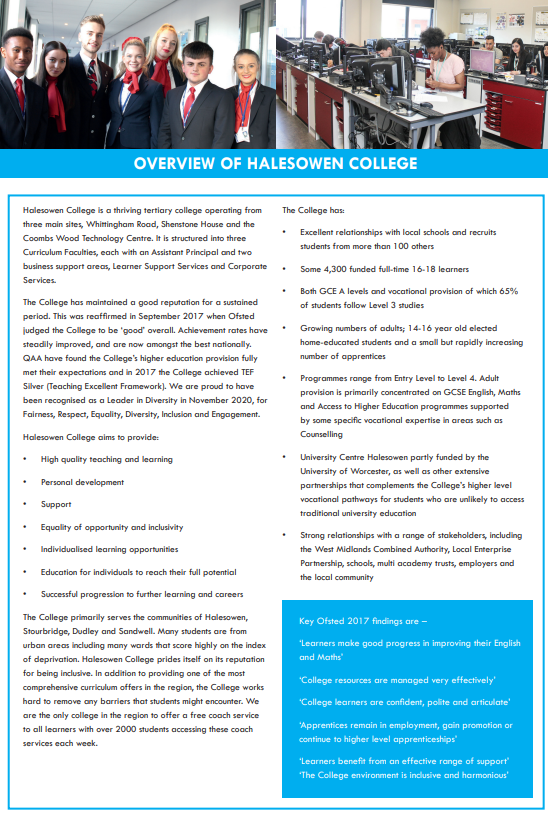 OVERVIEW OF HALESOWEN COLLEGE
Halesowen College is a thriving tertiary college operating from
three main sites, Whittingham Road, Shenstone House and the
Coombs Wood Technology Centre. It is structured into three
Curriculum Faculties, each with an Assistant Principal and two
business support areas, Learner Support Services and Corporate
Services.
The College has maintained a good reputation for a sustained
period. This was reaffirmed in September 2017 when Ofsted
judged the College to be ‘good’ overall. Achievement rates have
steadily improved, and are now amongst the best nationally.
QAA have found the College’s higher education provision fully
met their expectations and in 2017 the College achieved TEF
Silver (Teaching Excellent Framework). We are proud to have
been recognised as a Leader in Diversity in November 2020, for
Fairness, Respect, Equality, Diversity, Inclusion and Engagement.
Halesowen College aims to provide:
• High quality teaching and learning
• Personal development
• Support
• Equality of opportunity and inclusivity
• Individualised learning opportunities
• Education for individuals to reach their full potential
• Successful progression to further learning and careers
The College primarily serves the communities of Halesowen,
Stourbridge, Dudley and Sandwell. Many students are from
urban areas including many wards that score highly on the index
of deprivation. Halesowen College prides itself on its reputation
for being inclusive. In addition to providing one of the most
comprehensive curriculum offers in the region, the College works
hard to remove any barriers that students might encounter. We
are the only college in the region to offer a free coach service
to all learners with over 2000 students accessing these coach
services each week.
The College has:
• Excellent relationships with local schools and recruits
students from more than 100 others
• Some 4,300 funded full-time 16-18 learners
• Both GCE A levels and vocational provision of which 65%
of students follow Level 3 studies
• Growing numbers of adults; 14-16 year old elected
home-educated students and a small but rapidly increasing
number of apprentices
• Programmes range from Entry Level to Level 4. Adult
provision is primarily concentrated on GCSE English, Maths
and Access to Higher Education programmes supported
by some specific vocational expertise in areas such as
Counselling
• University Centre Halesowen partly funded by the
University of Worcester, as well as other extensive
partnerships that complements the College’s higher level
vocational pathways for students who are unlikely to access
traditional university education
• Strong relationships with a range of stakeholders, including
the West Midlands Combined Authority, Local Enterprise
Partnership, schools, multi academy trusts, employers and
the local community
Key Ofsted 2017 findings are –
‘Learners make good progress in improving their English
and Maths’
‘College resources are managed very effectively’
‘College learners are confident, polite and articulate’
‘Apprentices remain in employment, gain promotion or
continue to higher level apprenticeships’
‘Learners benefit from an effective range of support’
‘The College environment is inclusive and harmonious’